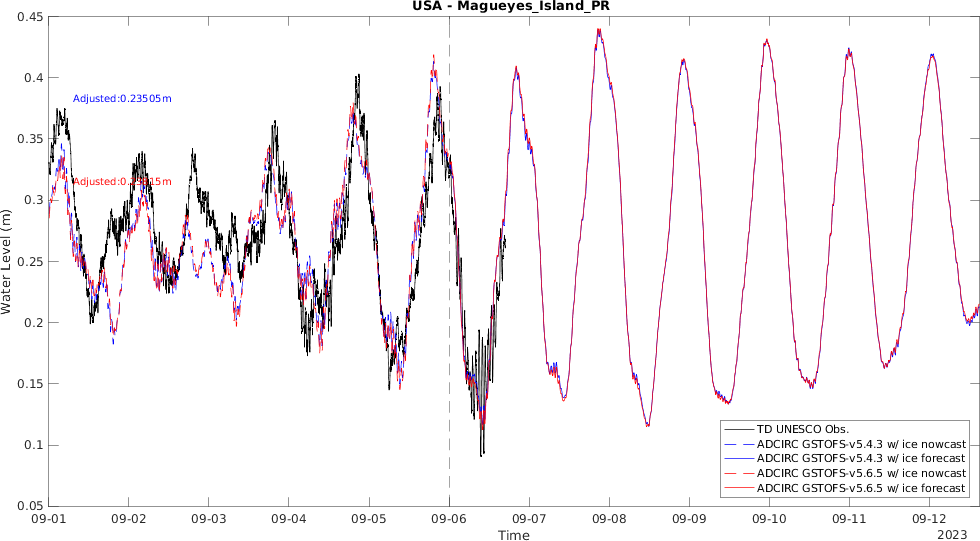 USA - Magueyes_Island_PR
Water Level (m)
0.45
0.4
0.35
0.3
0.25
0.2
0.15
0.1
0.05
Adjusted:0.23505m
TD UNESCO Obs.
ADCIRC GSTOFS-v5.4.3 w/ ice nowcast
ADCIRC GSTOFS-v5.4.3 w/ ice forecast
ADCIRC GSTOFS-v5.6.5 w/ ice nowcast
ADCIRC GSTOFS-v5.6.5 w/ ice forecast
09-01 09-02 09-03 09-04 09-05 09-06 09-07 09-08 09-09 09-10 09-11 09-12
Time
2023